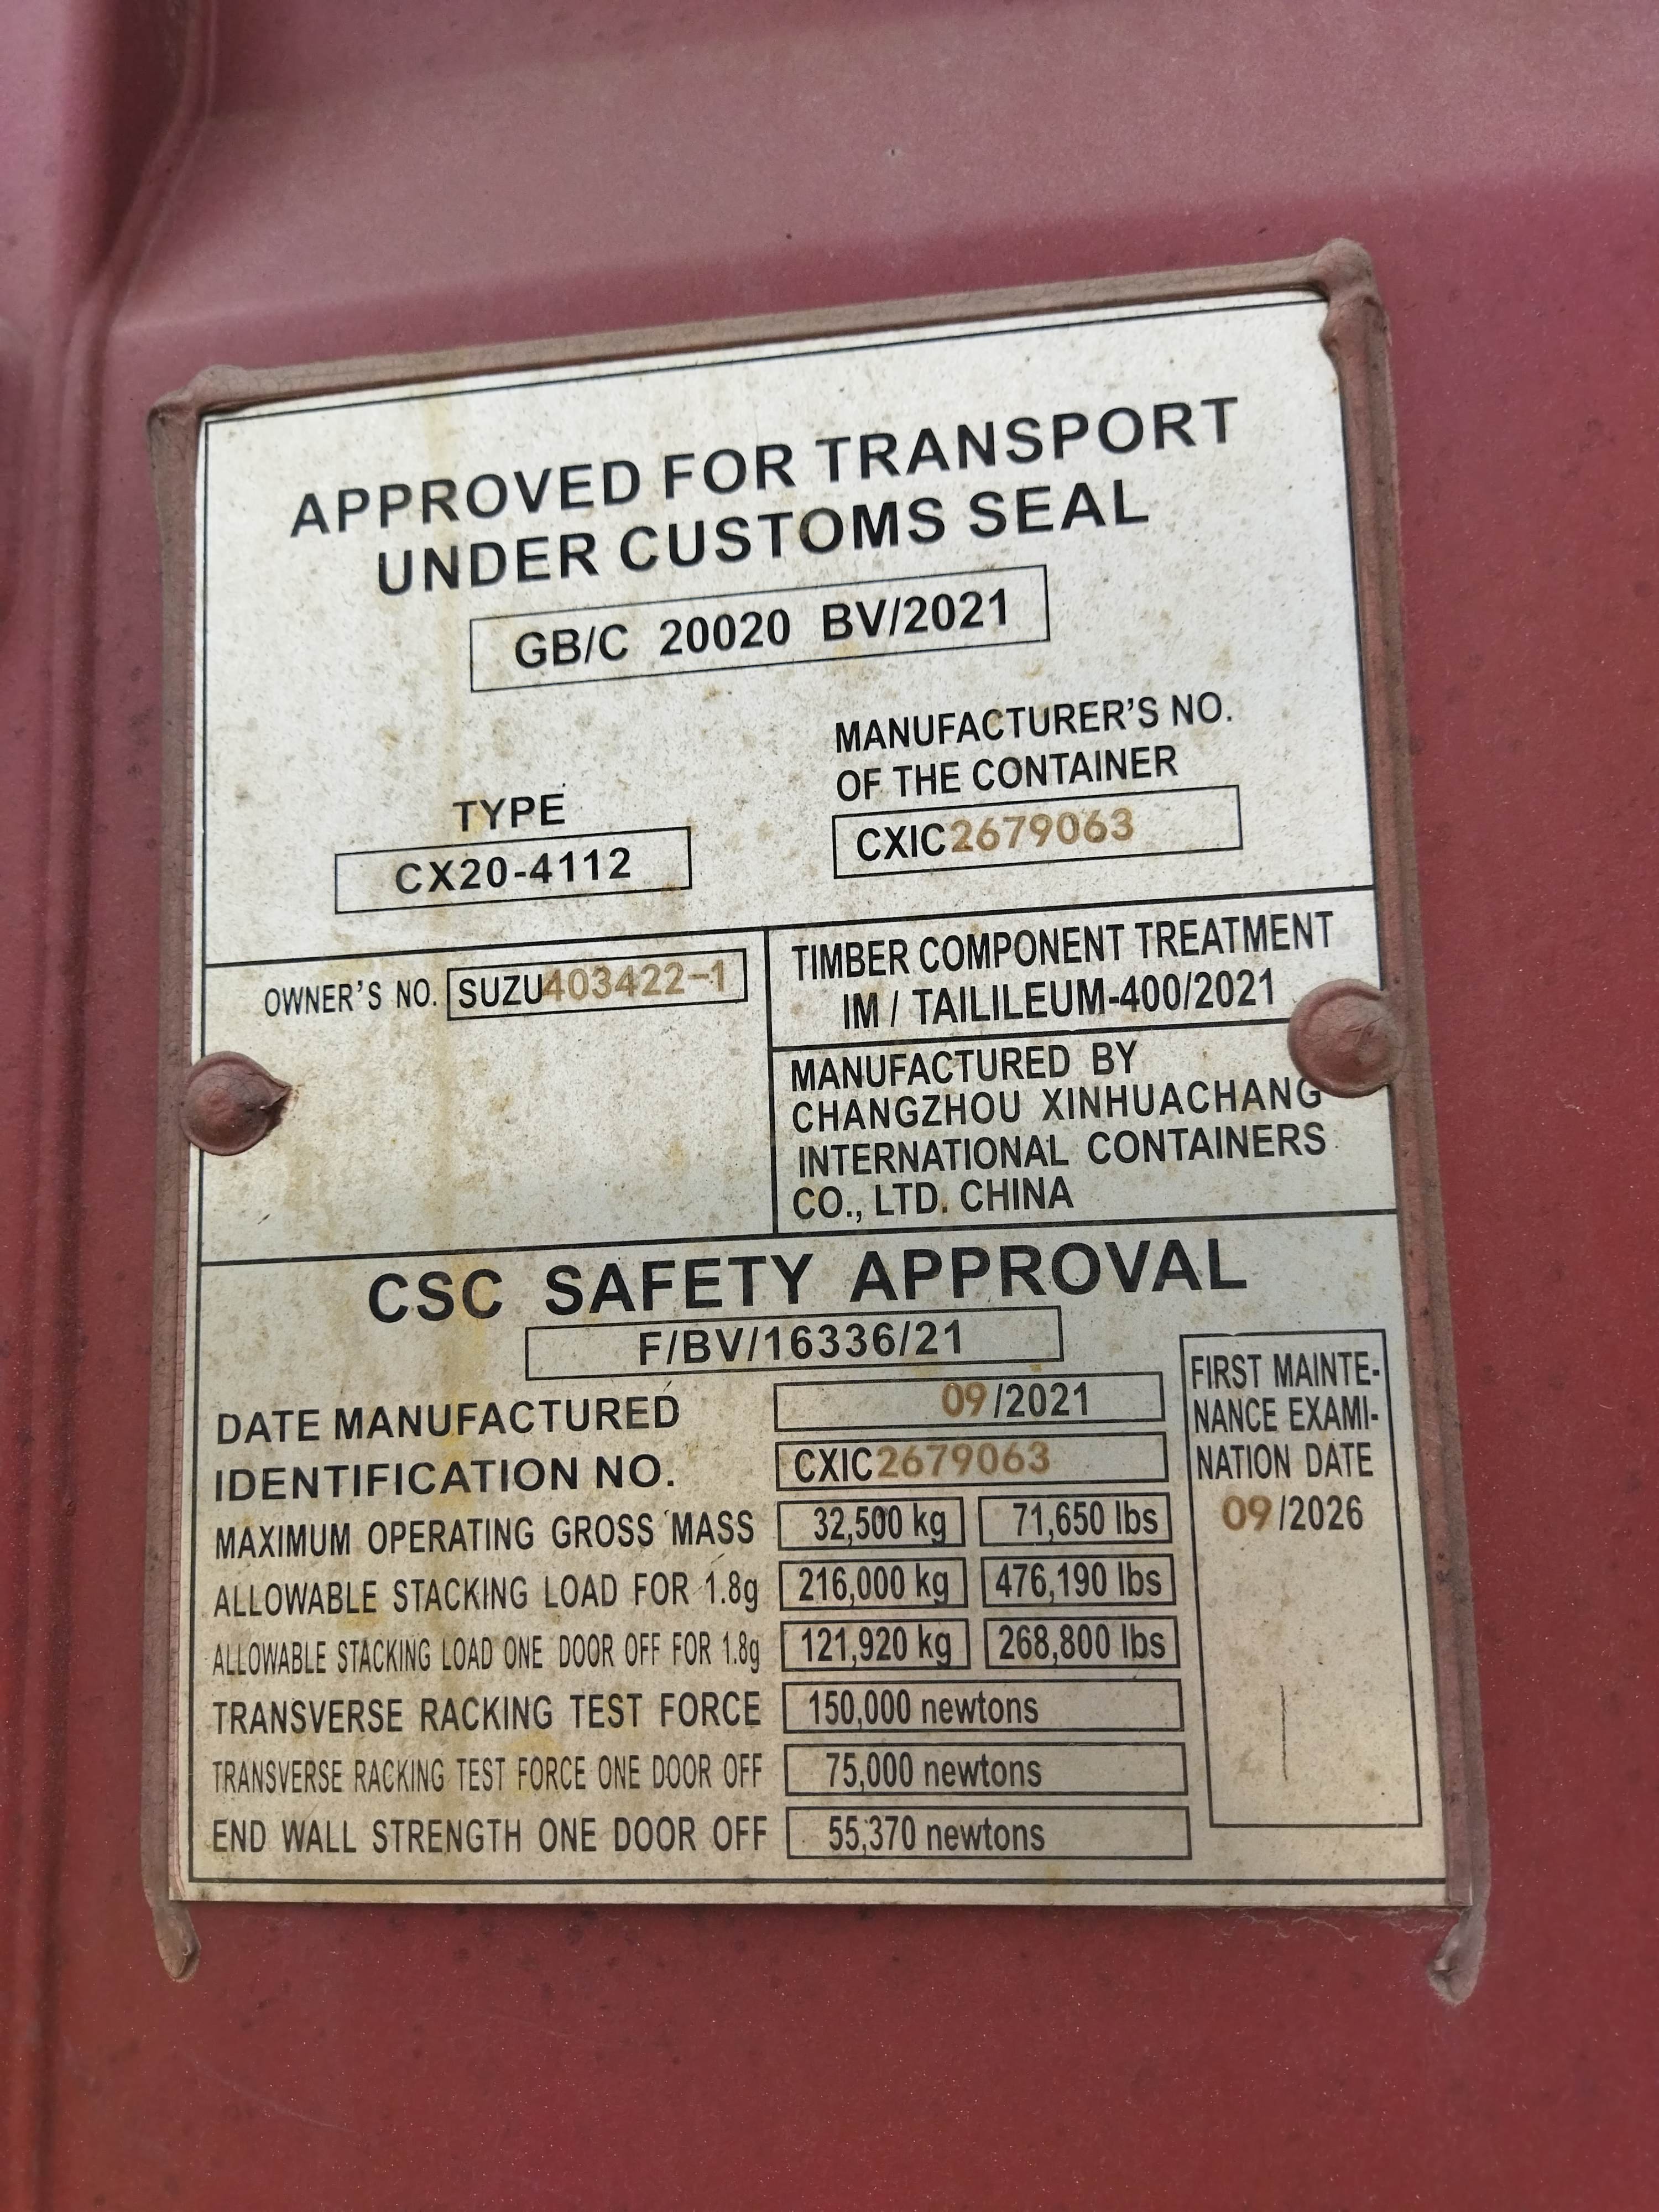 APPROVED FOR TRANSPORT
UNDER CUSTOMS SEAL
GB/C 20020 BV/2021
TYPE
CX20-4112
MANUFACTURER'S NO.
OF THE CONTAINER
CXIC2679063
OWNER'S NO. SUZU403422-1
TIMBER COMPONENT TREATMENT
IM / TAILILEUM-400/2021
MANUFACTURED BY
CHANGZHOU XINHUACHANG
INTERNATIONAL CONTAINERS
CO., LTD. CHINA
CSC SAFETY APPROVAL
F/BV/16336/21
DATE MANUFACTURED 09/2021
IDENTIFICATION NO. CXIC2679063
MAXIMUM OPERATING GROSS MASS 32,500 kg 71,650 lbs
ALLOWABLE STACKING LOAD FOR 1.8g 216,000 kg 476,190 lbs
ALLOWABLE STACKING LOAD ONE DOOR OFF FOR 1.8g 121,920 kg 268,800 lbs
TRANSVERSE RACKING TEST FORCE 150,000 newtons
TRANSVERSE RACKING TEST FORCE ONE DOOR OFF 75,000 newtons
END WALL STRENGTH ONE DOOR OFF 55,370 newtons
FIRST MAINTE-
NANCE EXAMI-
NATION DATE
09/2026